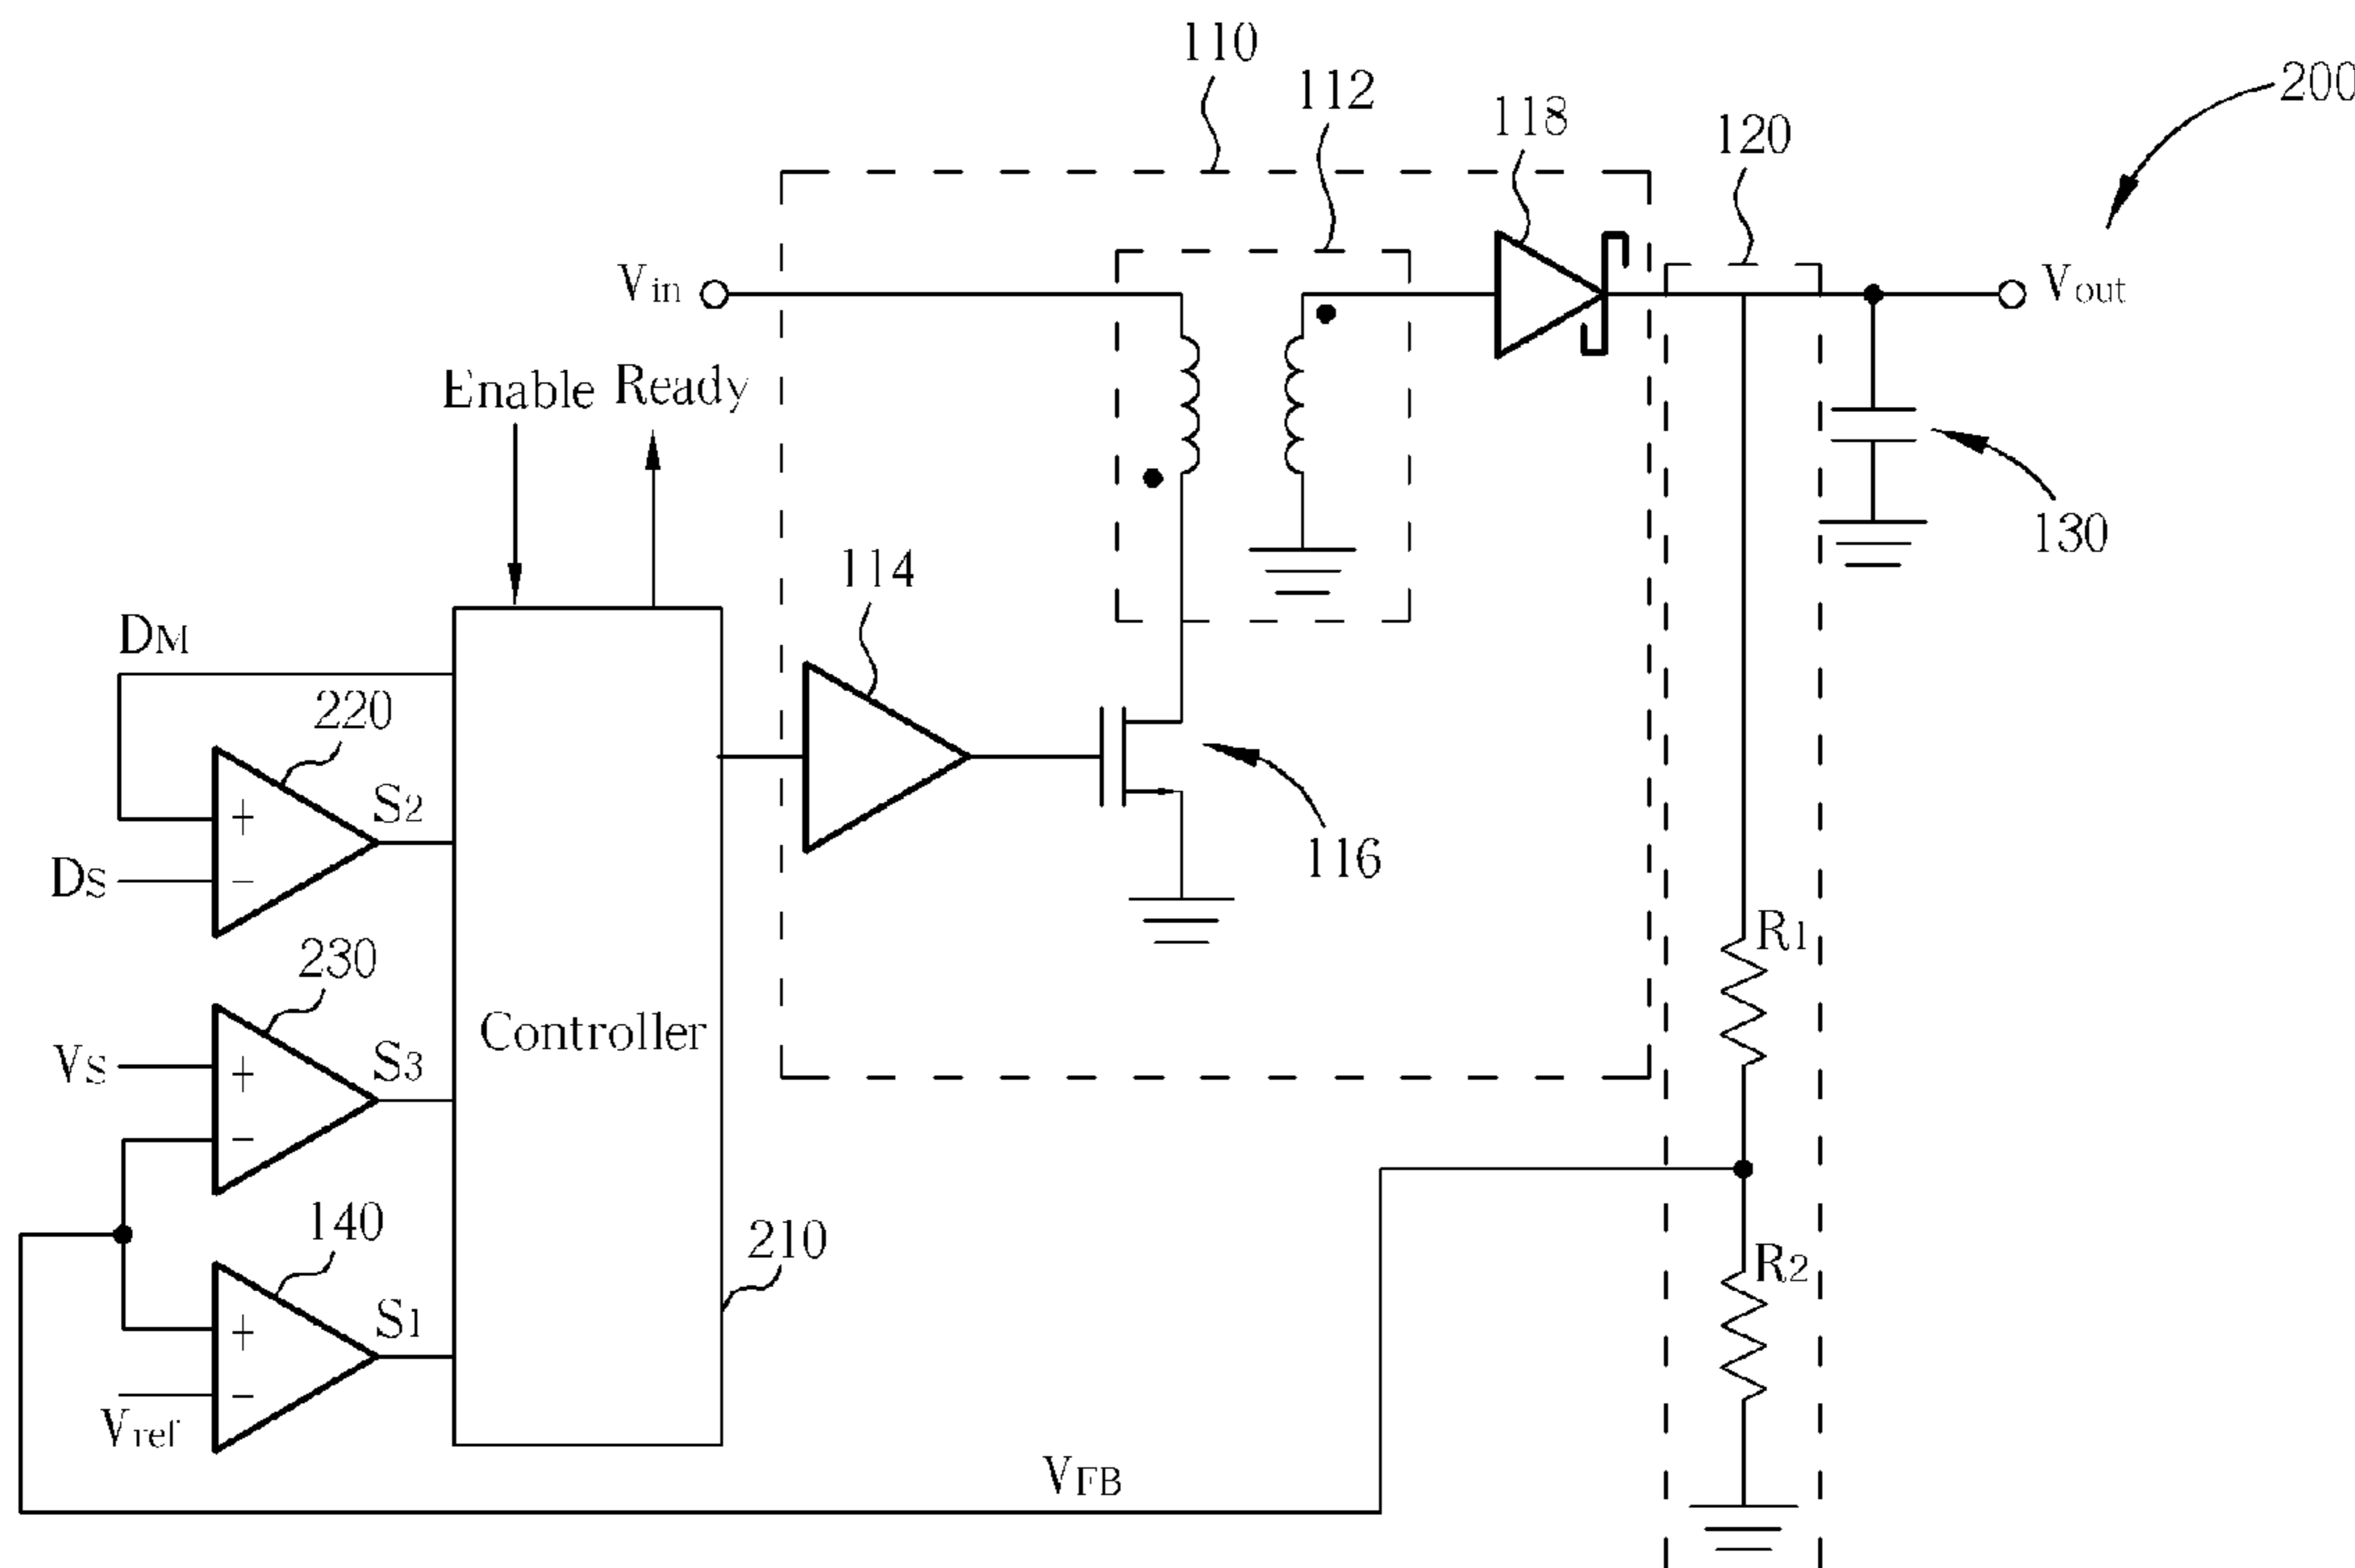 110
112
118
120
200
Vin
Vout
Enable
Ready
130
114
DM
220
S2
DS
116
230
R1
Controller
VS
S3
140
210
R2
S1
Vref
VFB
+
−
+
−
+
−